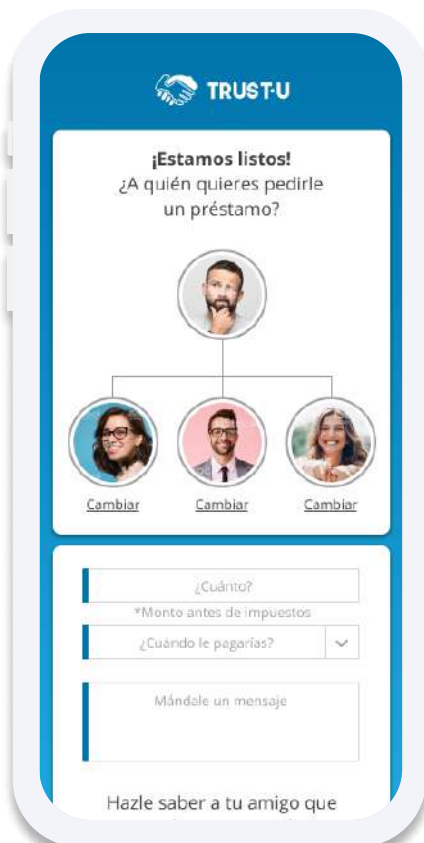 TRUST·U
¡Estamos listos!
¿A quién quieres pedirle
un préstamo?
Cambiar
Cambiar
Cambiar
¿Cuánto?
*Monto antes de impuestos
¿Cuándo le pagarías?
Mándale un mensaje
Hazle saber a tu amigo que